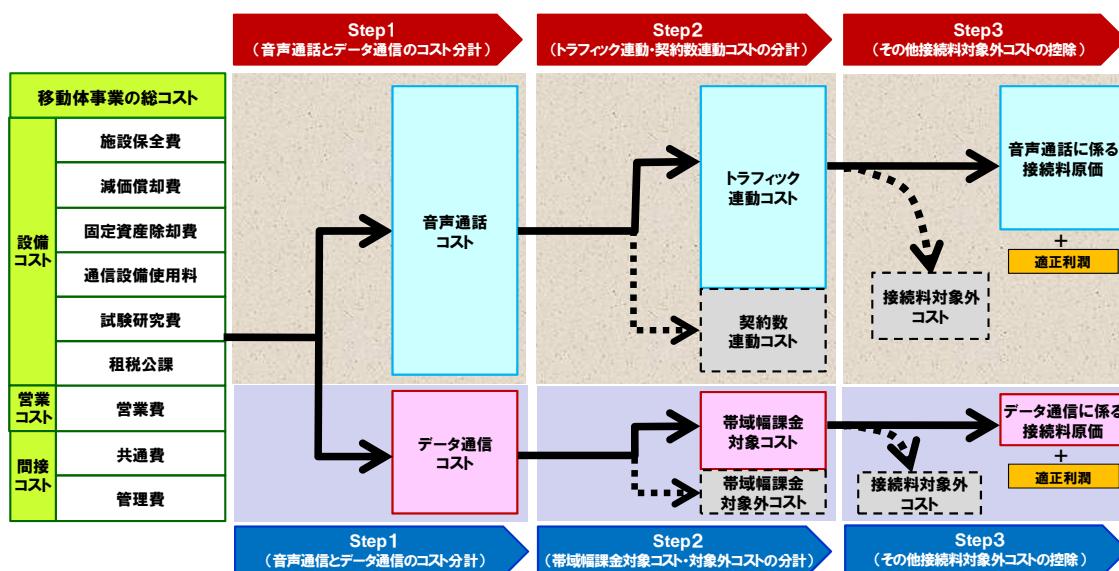 Step1
（音声通話とデータ通信のコスト分計）
Step2
（トラフィック連動・契約数連動コストの分計）
Step3
（その他接続料対象外コストの控除）
移動体事業の総コスト
設備
コスト
施設保全費
減価償却費
固定資産除却費
通信設備使用料
試験研究費
租税公課
営業
コスト
営業費
間接
コスト
共通費
管理費
音声通話
コスト
トラフィック
連動コスト
契約数
連動コスト
音声通話に係る
接続料原価
+
適正利潤
接続料対象外
コスト
データ通信
コスト
帯域幅課金
対象コスト
帯域幅課金
対象外コスト
データ通信に係る
接続料原価
+
適正利潤
接続料対象外
コスト
Step1
（音声通信とデータ通信のコスト分計）
Step2
（帯域幅課金対象コスト・対象外コストの分計）
Step3
（その他接続料対象外コストの控除）